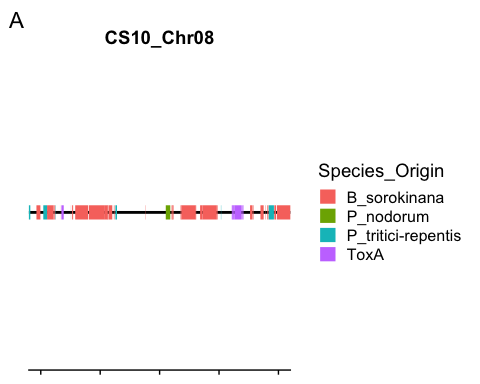 A
CS10_Chr08
Species_Origin
B_sorokinana
P_nodorum
P_tritici-repentis
ToxA